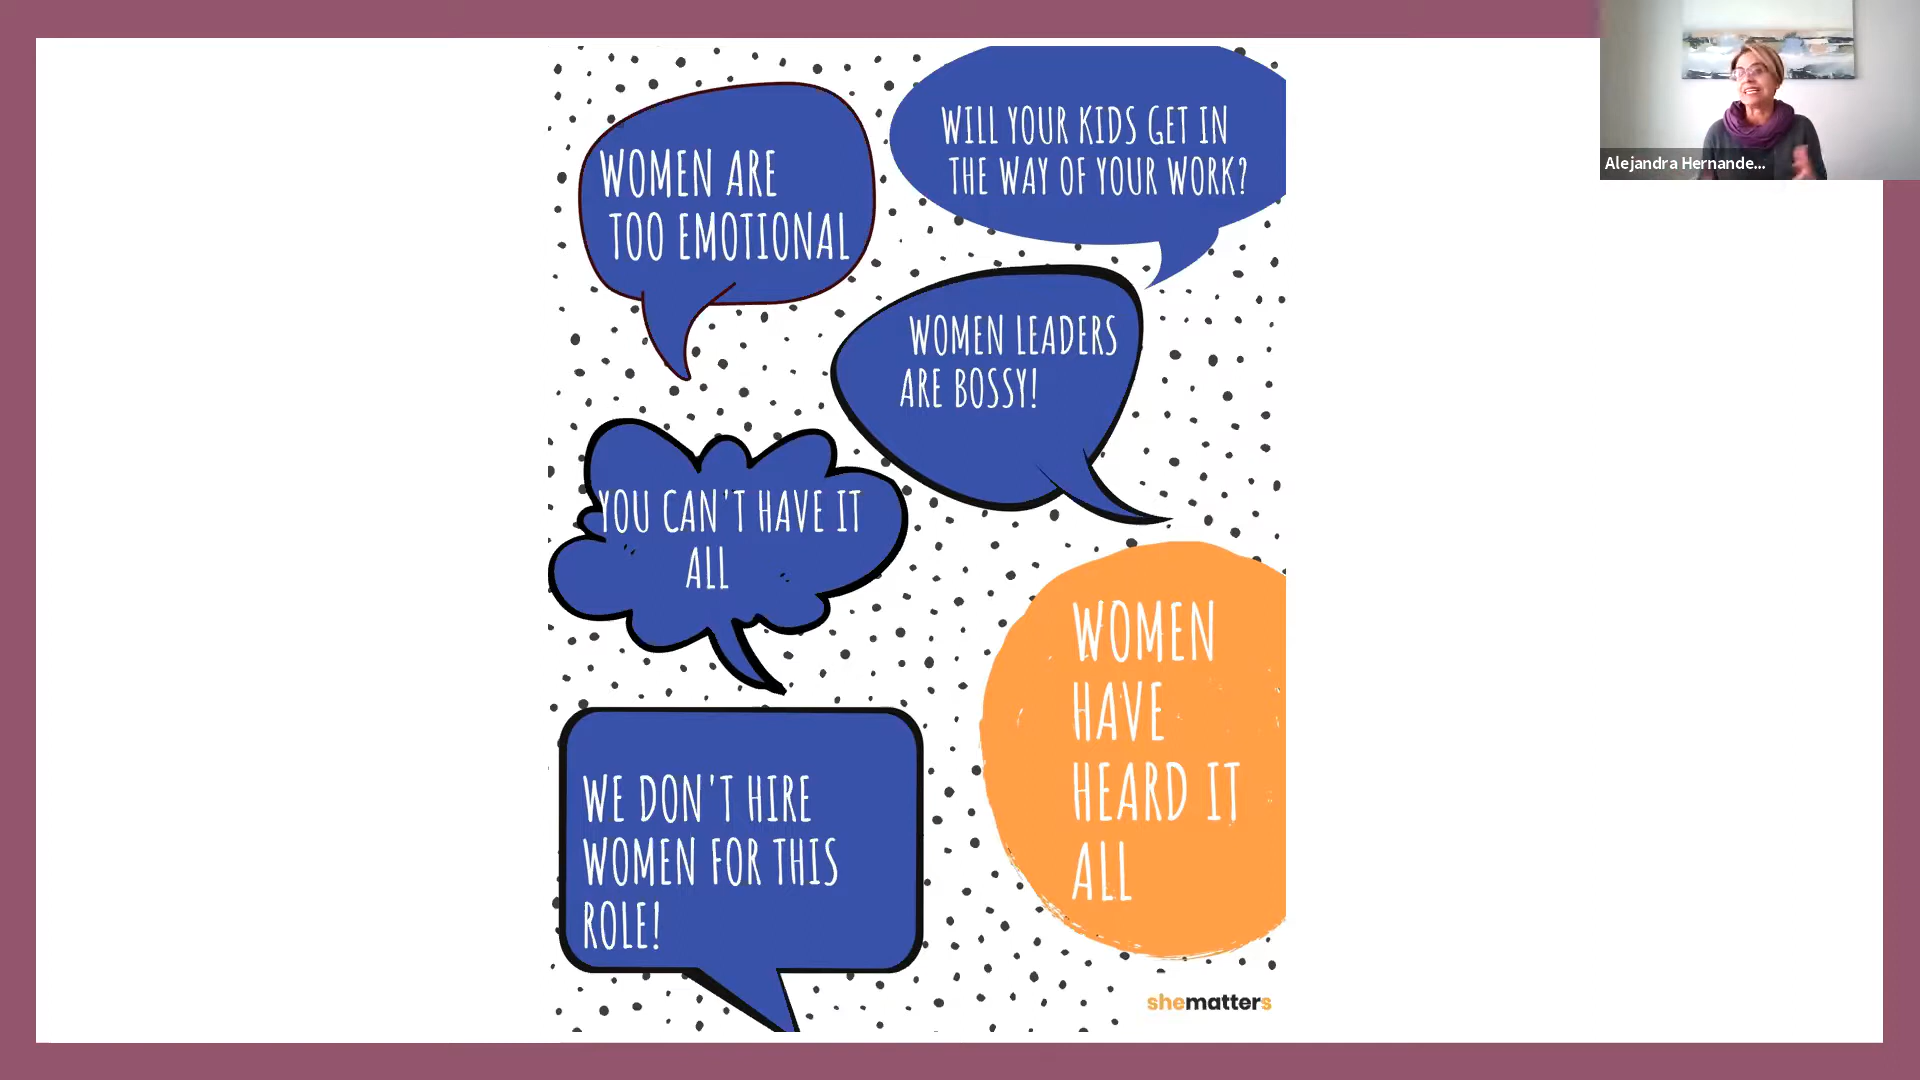 WOMEN ARE
TOO EMOTIONAL
WILL YOUR KIDS GET IN
THE WAY OF YOUR WORK?
Alejandra Hernande...
WOMEN LEADERS
ARE BOSSY!
YOU CAN'T HAVE IT
ALL
WOMEN
HAVE
HEARD IT
ALL
WE DON'T HIRE
WOMEN FOR THIS
ROLE!
shematters